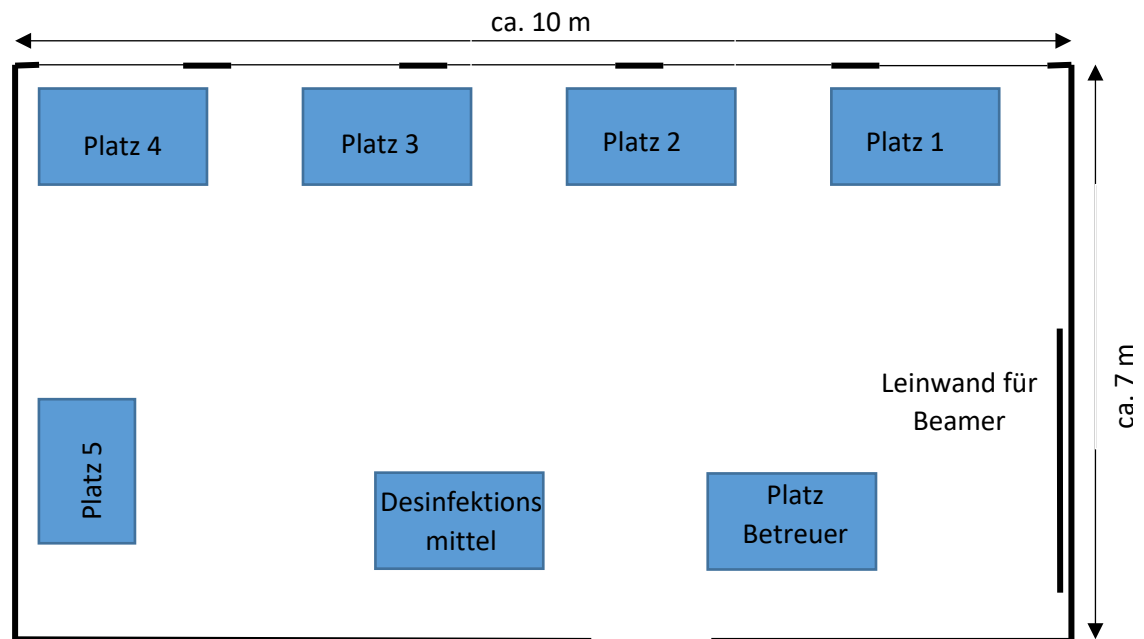 ca. 10 m
Platz 4
Platz 3
Platz 2
Platz 1
Leinwand für
Beamer
ca. 7 m
Platz 5
Desinfektions
mittel
Platz
Betreuer